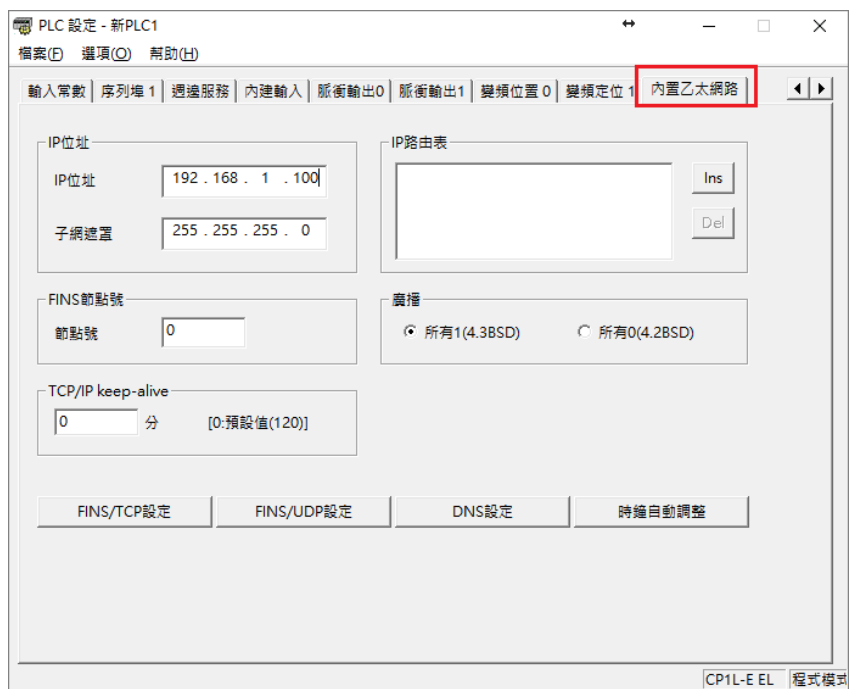 PLC 設定 - 新PLC1
檔案(F) 選項(O) 幫助(H)
輸入常數 序列埠 1 週邊服務 內建輸入 脈衝輸出0 脈衝輸出1 變頻位置 0 變頻定位 1 內置乙太網路
IP位址
IP位址 192 . 168 . 1 . 100
子網遮置 255 . 255 . 255 . 0
IP路由表
Ins
Del
FINS節點號
節點號 0
廣播
所有1(4.3BSD) 所有0(4.2BSD)
TCP/IP keep-alive
0 分 [0:預設值(120)]
FINS/TCP設定 FINS/UDP設定 DNS設定 時鐘自動調整
CP1L-E EL 程式模式